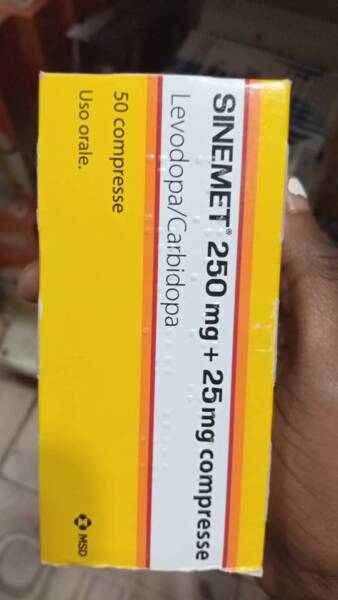 SINEMET® 250 mg + 25 mg compresse
Levodopa/Carbidopa
50 compresse
Uso orale.
MSD